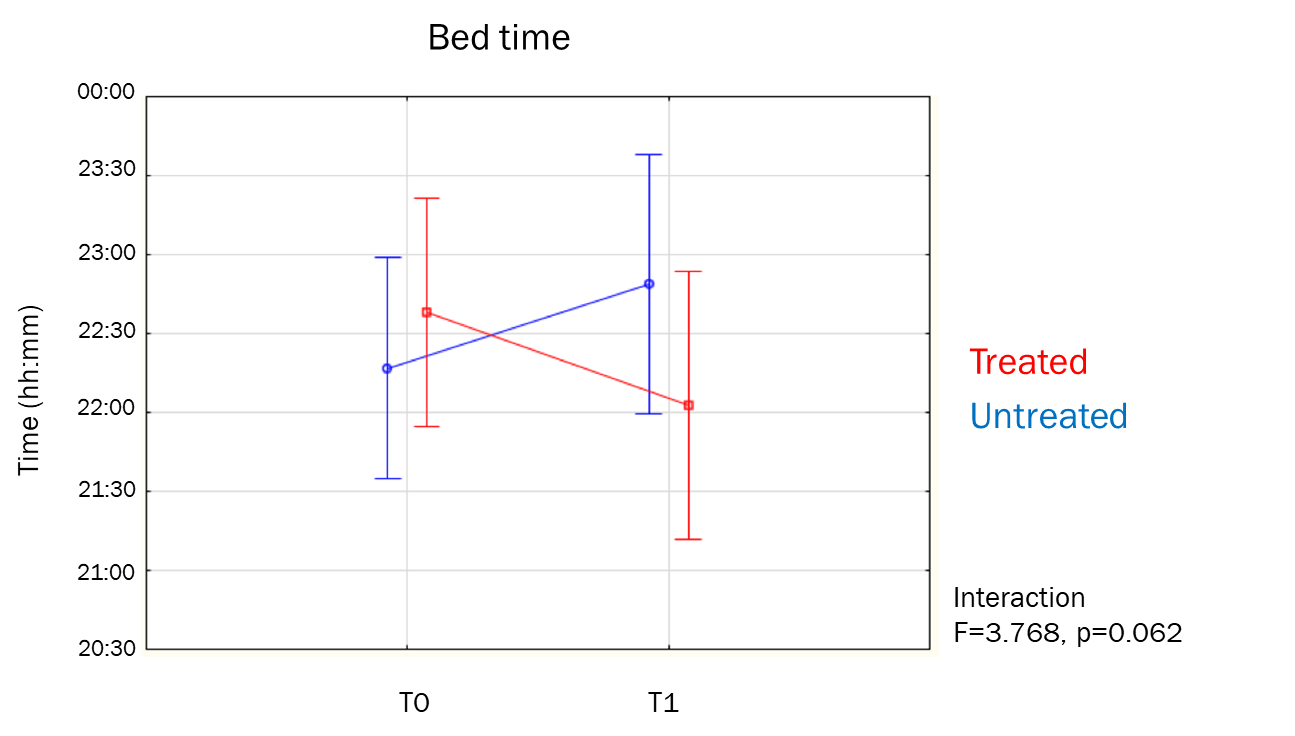 Bed time
00:00
23:30
23:00
22:30
22:00
21:30
21:00
20:30
Time (hh:mm)
T0
T1
Treated
Untreated
Interaction
F=3.768, p=0.062